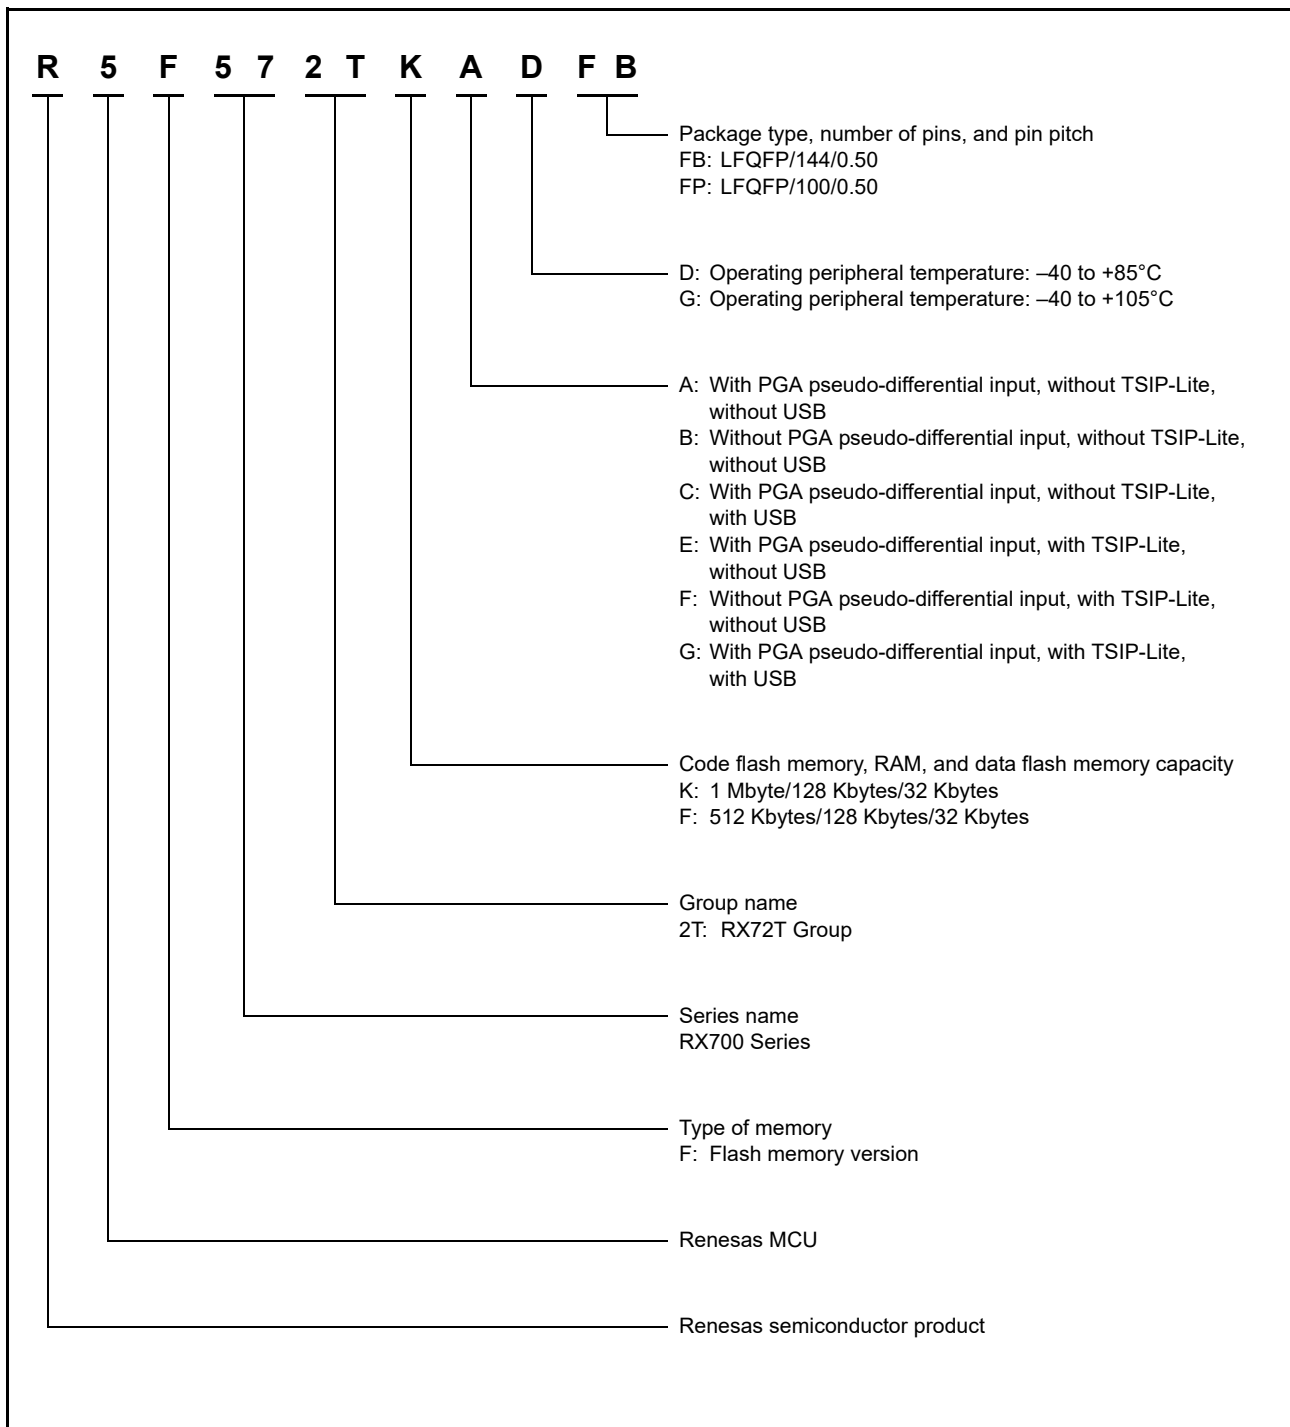 R 5 F 5 7 2 T K A D F B
Package type, number of pins, and pin pitch
FB: LFQFP/144/0.50
FP: LFQFP/100/0.50
D: Operating peripheral temperature: –40 to +85°C
G: Operating peripheral temperature: –40 to +105°C
A: With PGA pseudo-differential input, without TSIP-Lite,
without USB
B: Without PGA pseudo-differential input, without TSIP-Lite,
without USB
C: With PGA pseudo-differential input, without TSIP-Lite,
with USB
E: With PGA pseudo-differential input, with TSIP-Lite,
without USB
F: Without PGA pseudo-differential input, with TSIP-Lite,
without USB
G: With PGA pseudo-differential input, with TSIP-Lite,
with USB
Code flash memory, RAM, and data flash memory capacity
K: 1 Mbyte/128 Kbytes/32 Kbytes
F: 512 Kbytes/128 Kbytes/32 Kbytes
Group name
2T: RX72T Group
Series name
RX700 Series
Type of memory
F: Flash memory version
Renesas MCU
Renesas semiconductor product